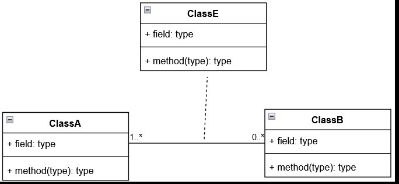 ClassE
+ field: type
+ method(type): type
ClassA
+ field: type
+ method(type): type
1..*
0..*
ClassB
+ field: type
+ method(type): type